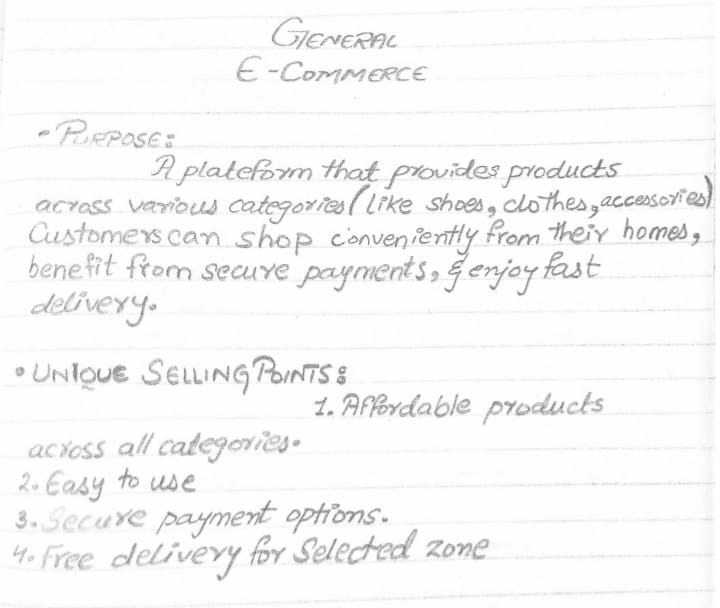 GENERAL
E-COMMERCE
- PURPOSE:
A plateform that provides products
across various categories (like shoes, clothes, accessories)
Customers can shop conveniently from their homes,
benefit from secure payments, & enjoy fast
delivery.
• UNIQUE SELLING POINTS:
1. Affordable products
across all categories.
2. Easy to use
3. Secure payment options.
4. Free delivery for Selected zone